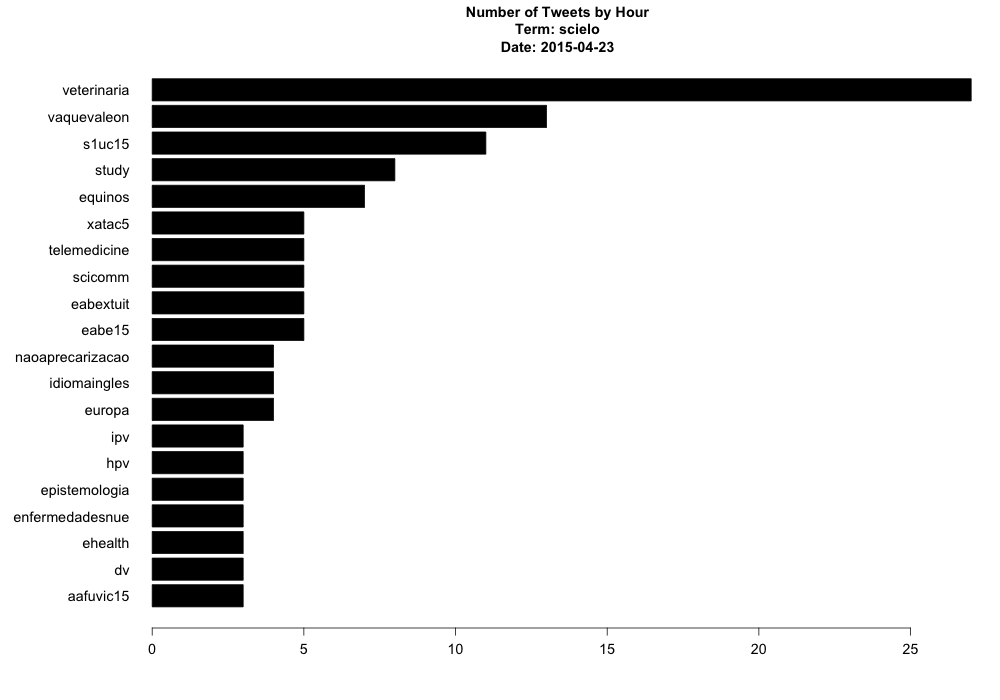 Number of Tweets by Hour
Term: scielo
Date: 2015-04-23
veterinaria
vaquevaleon
s1uc15
study
equinos
xatac5
telemedicine
scicomm
eabextuit
eabe15
naoaprecarizacao
idiomaingles
europa
ipv
hpv
epistemologia
enfermedadesnue
ehealth
dv
aafuvic15
0 5 10 15 20 25